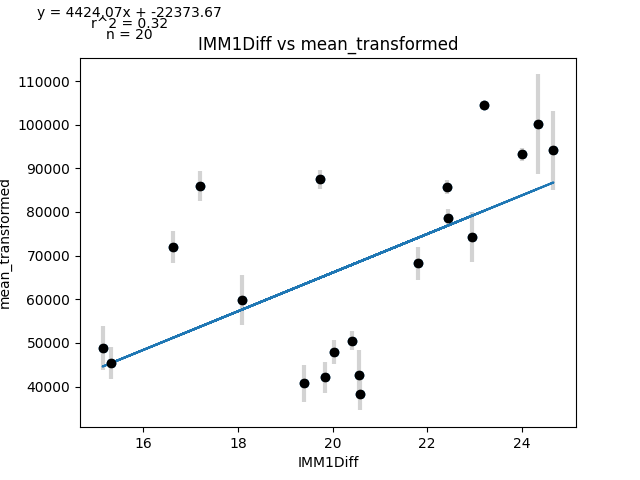 y = 4424.07x + -22373.67
r^2 = 0.32
n = 20
IMM1Diff vs mean_transformed
110000
100000
90000
80000
70000
60000
50000
40000
mean_transformed
16 18 20 22 24
IMM1Diff